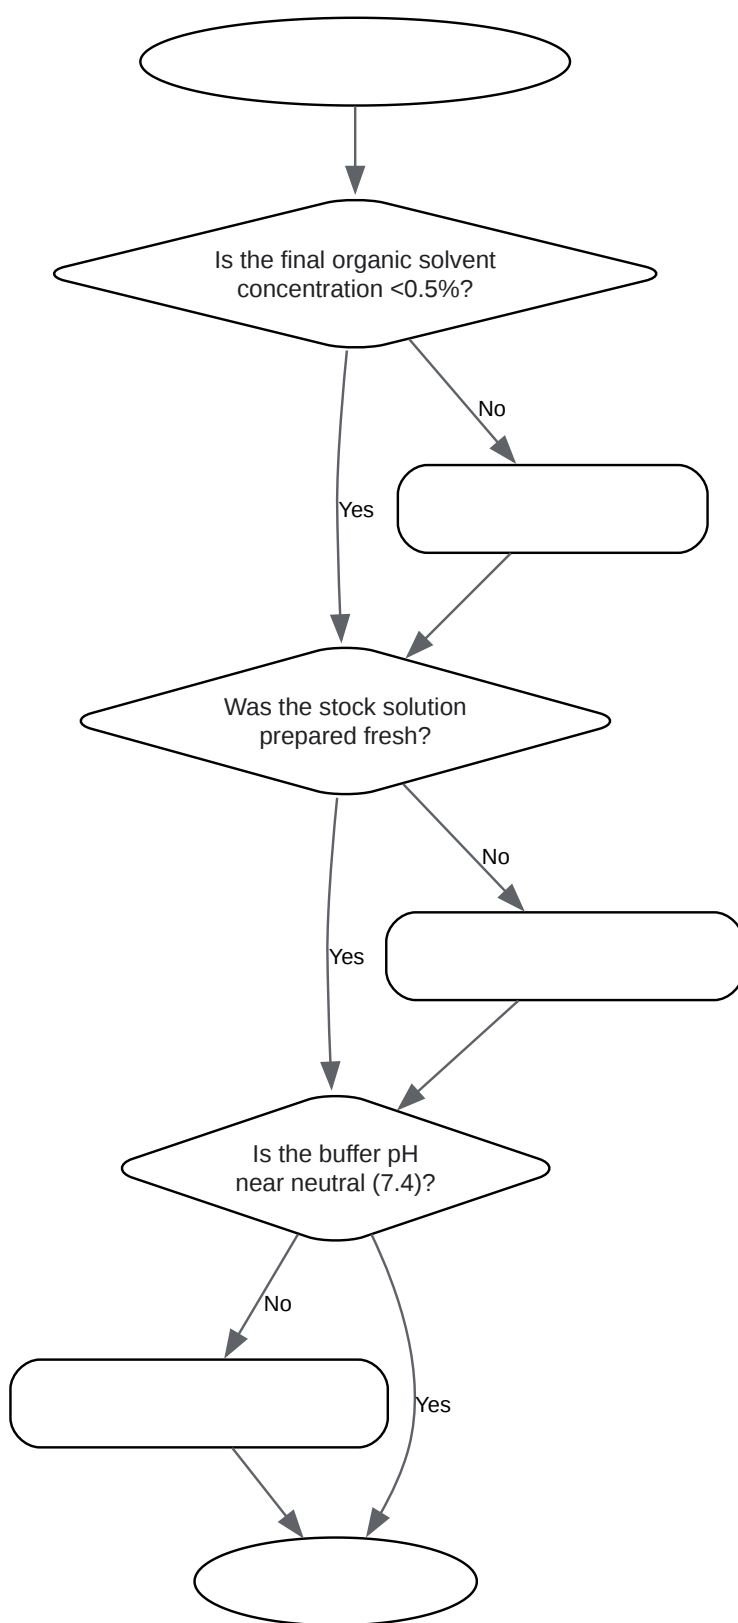 Is the final organic solvent
concentration <0.5%?
No
Yes
Was the stock solution
prepared fresh?
No
Yes
Is the buffer pH
near neutral (7.4)?
No
Yes